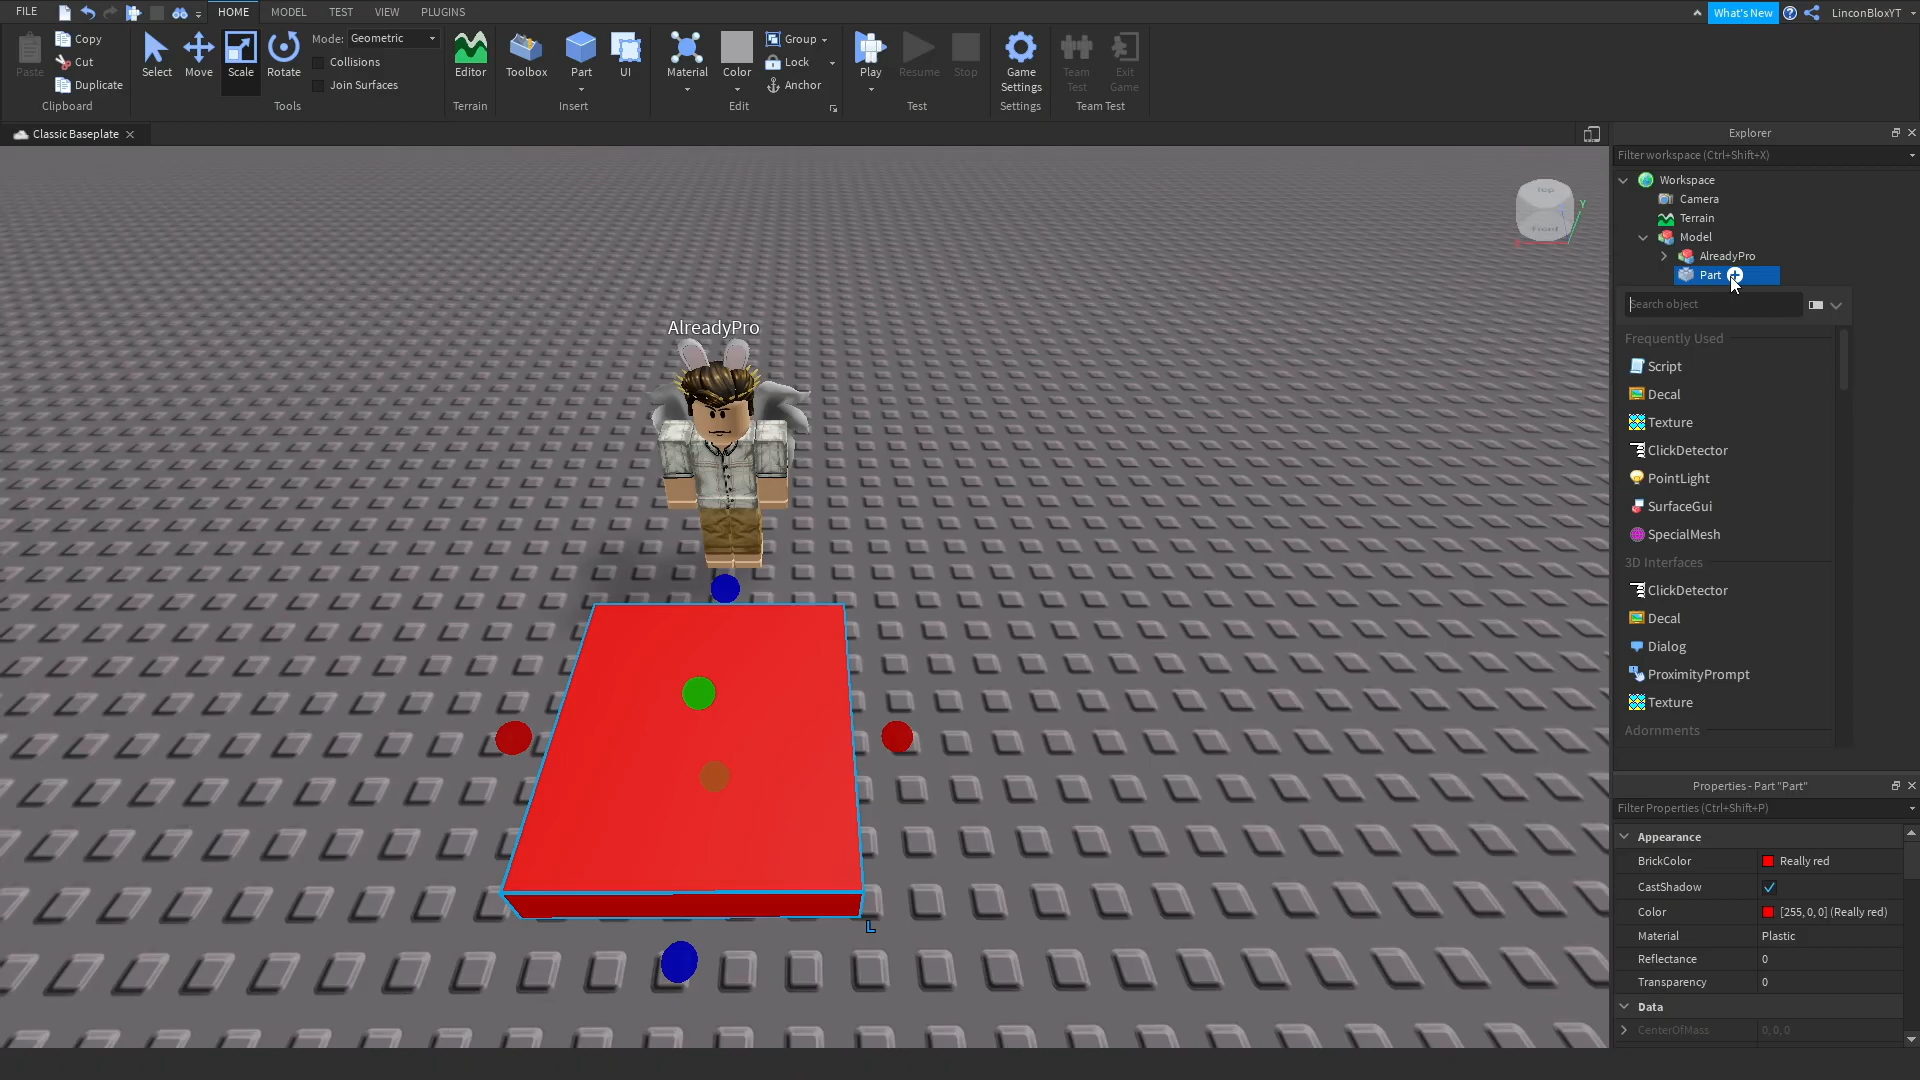 FILE HOME MODEL TEST VIEW PLUGINS What's New LinconBloxYT
Paste Copy Cut Duplicate Clipboard
Select Move Scale Rotate Mode: Geometric Collisions Join Surfaces Tools
Editor Terrain
Toolbox Part UI Insert
Material Color Group Lock Anchor Edit
Play Resume Stop Test
Game Settings Settings
Team Test Exit Game Team Test
Classic Baseplate
Explorer
Filter workspace (Ctrl+Shift+X)
Workspace
Camera
Terrain
Model
AlreadyPro
Part
Search object
Frequently Used
Script
Decal
Texture
ClickDetector
PointLight
SurfaceGui
SpecialMesh
3D Interfaces
ClickDetector
Decal
Dialog
ProximityPrompt
Texture
Adornments
Top
Front
Y
AlreadyPro
L
Properties - Part "Part"
Filter Properties (Ctrl+Shift+P)
Appearance
BrickColor Really red
CastShadow
Color [255, 0, 0] (Really red)
Material Plastic
Reflectance 0
Transparency 0
Data
CenterOfMass 0, 0, 0